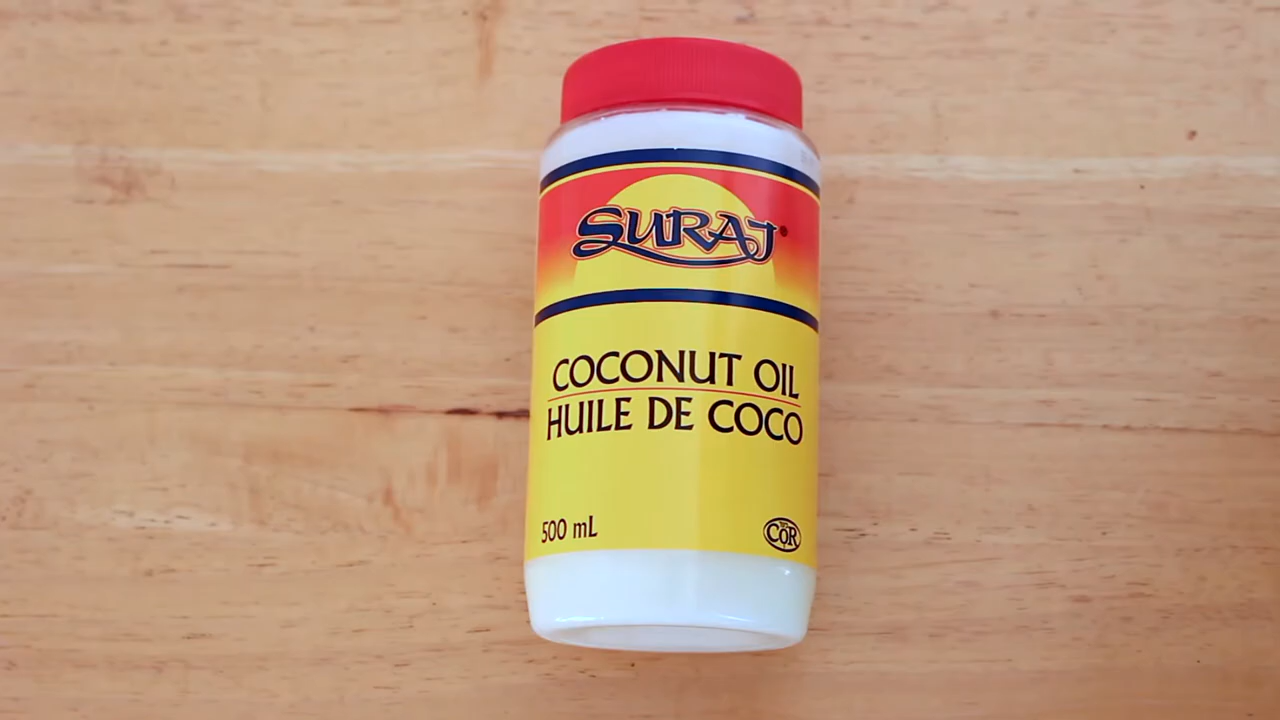 SURAJ®
COCONUT OIL
HUILE DE COCO
500 mL
COR